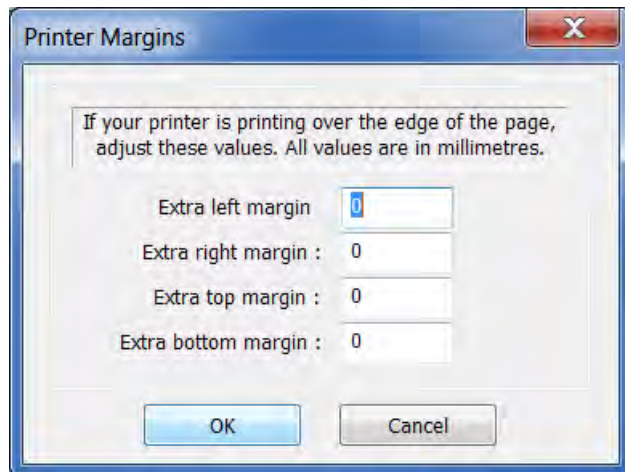 Printer Margins
If your printer is printing over the edge of the page,
adjust these values. All values are in millimetres.
Extra left margin 0
Extra right margin : 0
Extra top margin : 0
Extra bottom margin : 0
OK Cancel